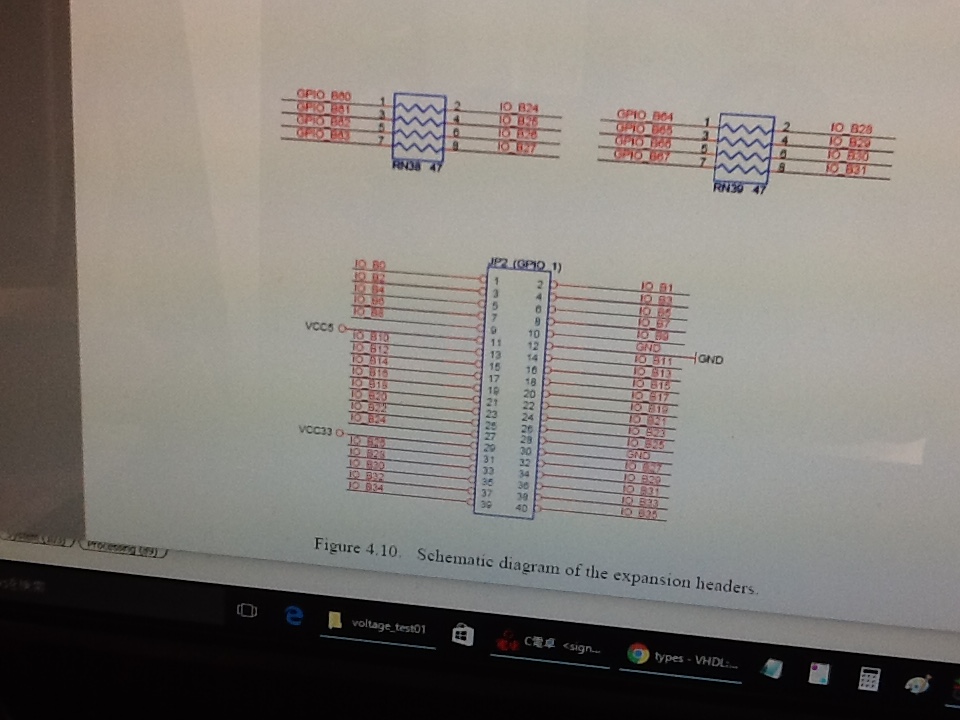 GPIO_B60 1 2 IO_B24
GPIO_B61 3 4 IO_B25
GPIO_B62 5 6 IO_B26
GPIO_B63 7 8 IO_B27
RN38 47
GPIO_B64 1 2 IO_B28
GPIO_B65 3 4 IO_B29
GPIO_B66 5 6 IO_B30
GPIO_B67 7 8 IO_B31
RN39 47
JP2 (GPIO 1)
IO_B0 1 2 IO_B1
IO_B2 3 4 IO_B3
IO_B4 5 6 IO_B5
IO_B6 7 8 IO_B7
IO_B8 9 10 IO_B9
VCC5 11 12 GND GND
IO_B10 13 14 IO_B11
IO_B12 15 16 IO_B13
IO_B14 17 18 IO_B15
IO_B16 19 20 IO_B17
IO_B18 21 22 IO_B19
IO_B20 23 24 IO_B21
IO_B22 25 26 IO_B23
IO_B24 27 28 IO_B25
VCC33 29 30 GND
IO_B26 31 32 IO_B27
IO_B28 33 34 IO_B29
IO_B30 35 36 IO_B31
IO_B32 37 38 IO_B33
IO_B34 39 40 IO_B35
Figure 4.10. Schematic diagram of the expansion headers.
Processing
voltage_test01
C電卓 <sign...
types - VHDL:...